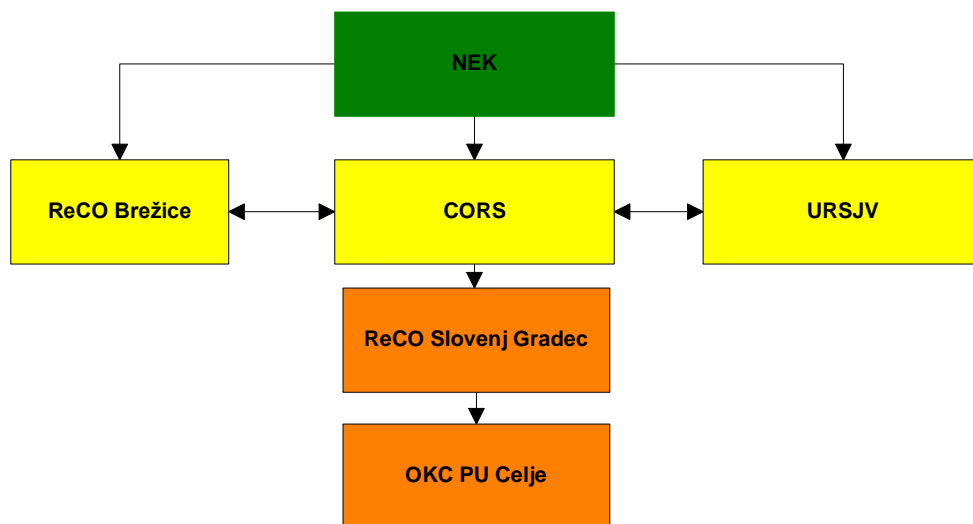 NEK
ReCO Brežice
CORS
URSJV
ReCO Slovenj Gradec
OKC PU Celje